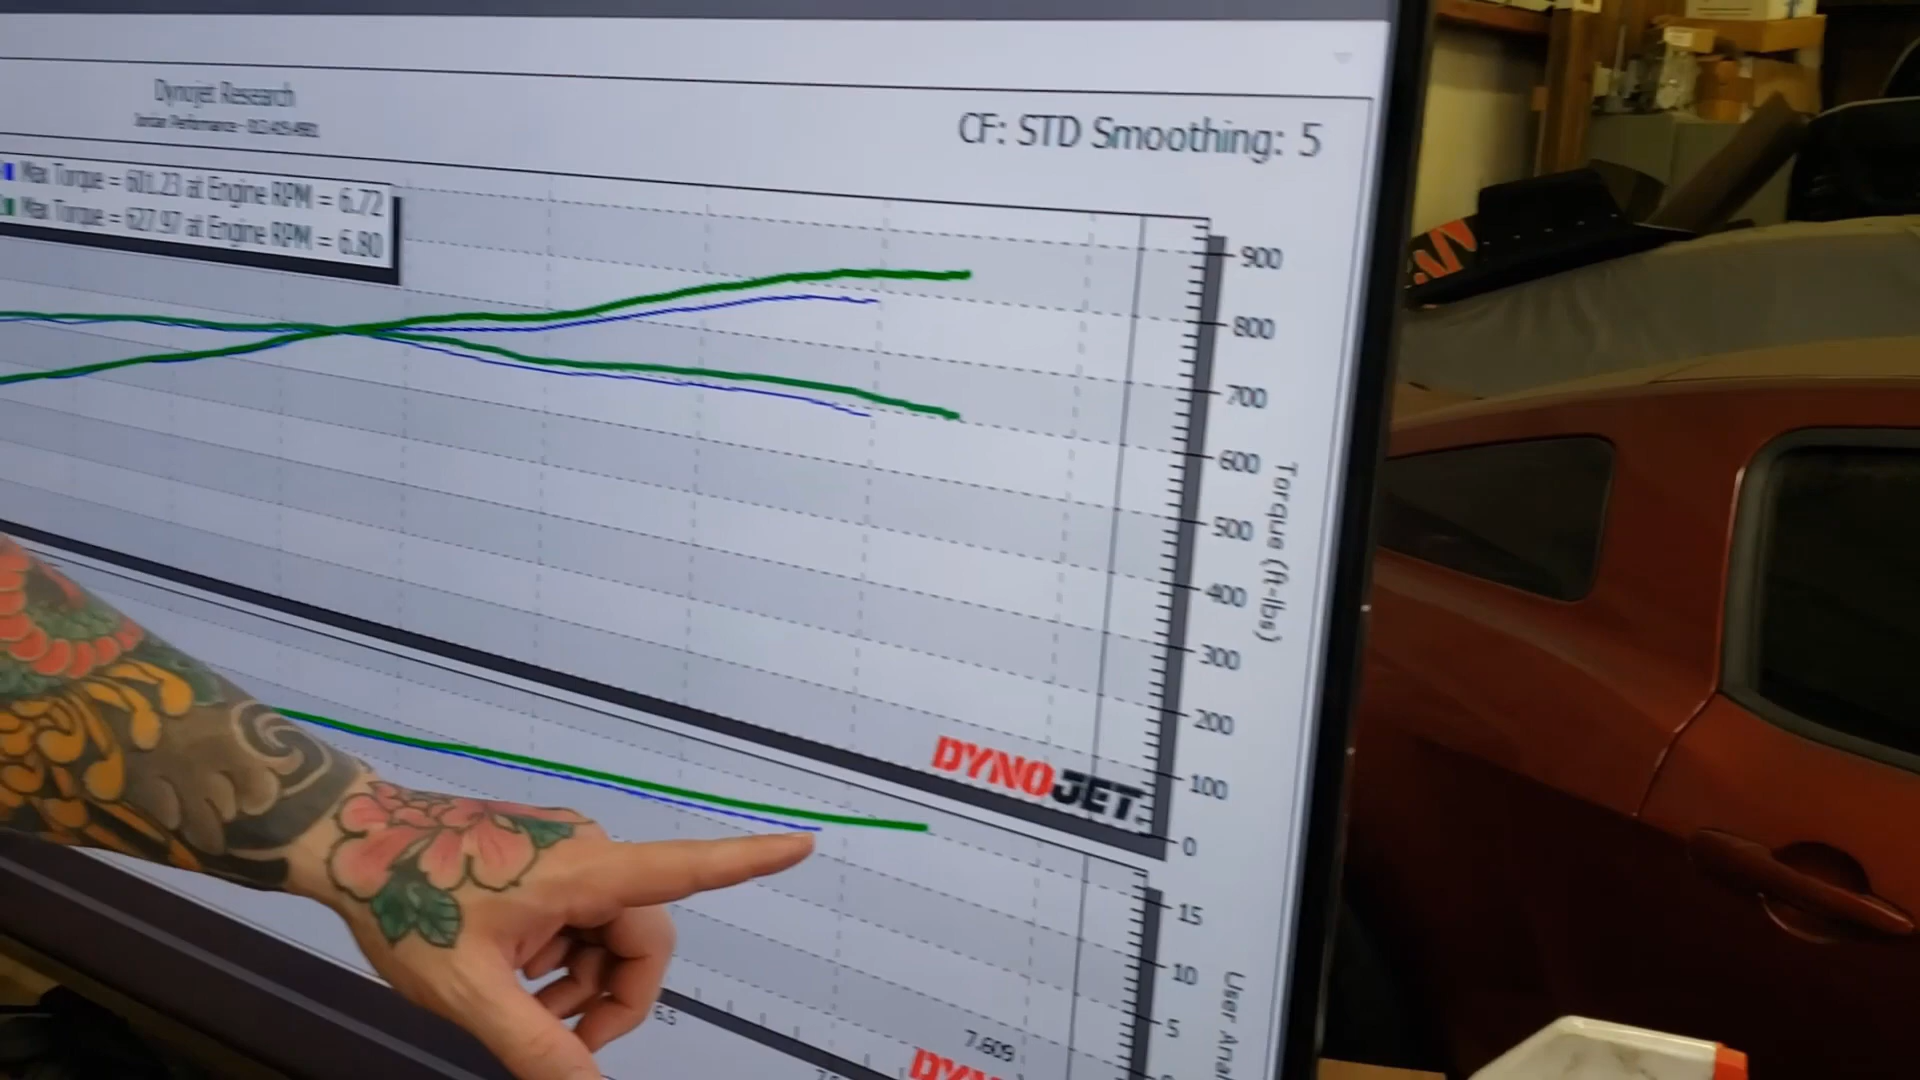 Dynojet Research
CF: STD Smoothing: 5
Max Torque = 601.23 at Engine RPM = 6.72
Max Torque = 627.97 at Engine RPM = 6.80
900
800
700
600
500
400
300
200
100
0
Torque (ft-lbs)
DYNOJET
15
10
5
User Anal
6.5
7.609